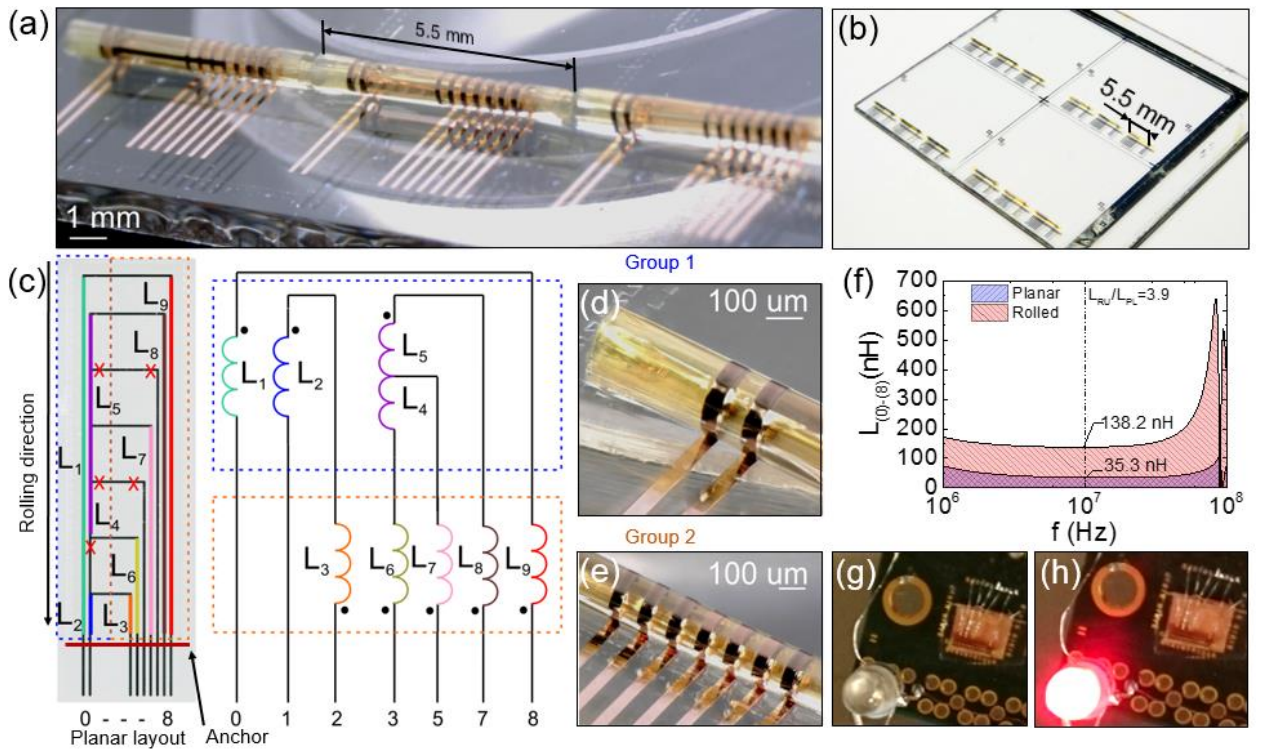 (a)
5.5 mm
1 mm
(b)
5.5 mm
(c)
Rolling direction
L9
L8
L5
L1
L7
L4
L6
L2
L3
0 - - - 8
Planar layout
Anchor
Group 1
L1
L2
L5
L4
Group 2
L3
L6
L7
L8
L9
0
1
2
3
5
7
8
(d)
100 um
(e)
100 um
(f)
Planar
Rolled
LRU/LPL=3.9
L(0)-(8)(nH)
700
600
500
400
300
200
100
0
138.2 nH
35.3 nH
10^6
10^7
10^8
f (Hz)
(g)
(h)